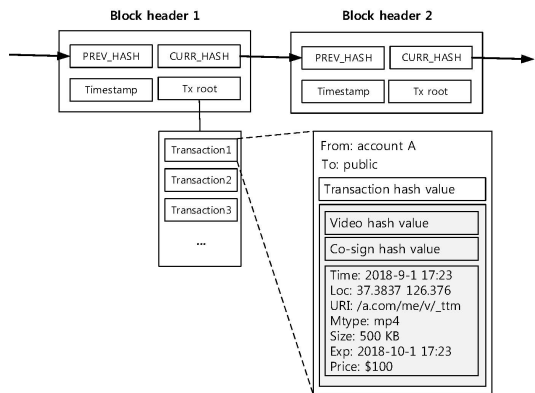 Block header 1
Block header 2
PREV_HASH
CURR_HASH
PREV_HASH
CURR_HASH
Timestamp
Tx root
Timestamp
Tx root
Transaction1
Transaction2
Transaction3
...
From: account A
To: public
Transaction hash value
Video hash value
Co-sign hash value
Time: 2018-9-1 17:23
Loc: 37.3837 126.376
URI: /a.com/me/v/_ttm
Mtype: mp4
Size: 500 KB
Exp: 2018-10-1 17:23
Price: $100